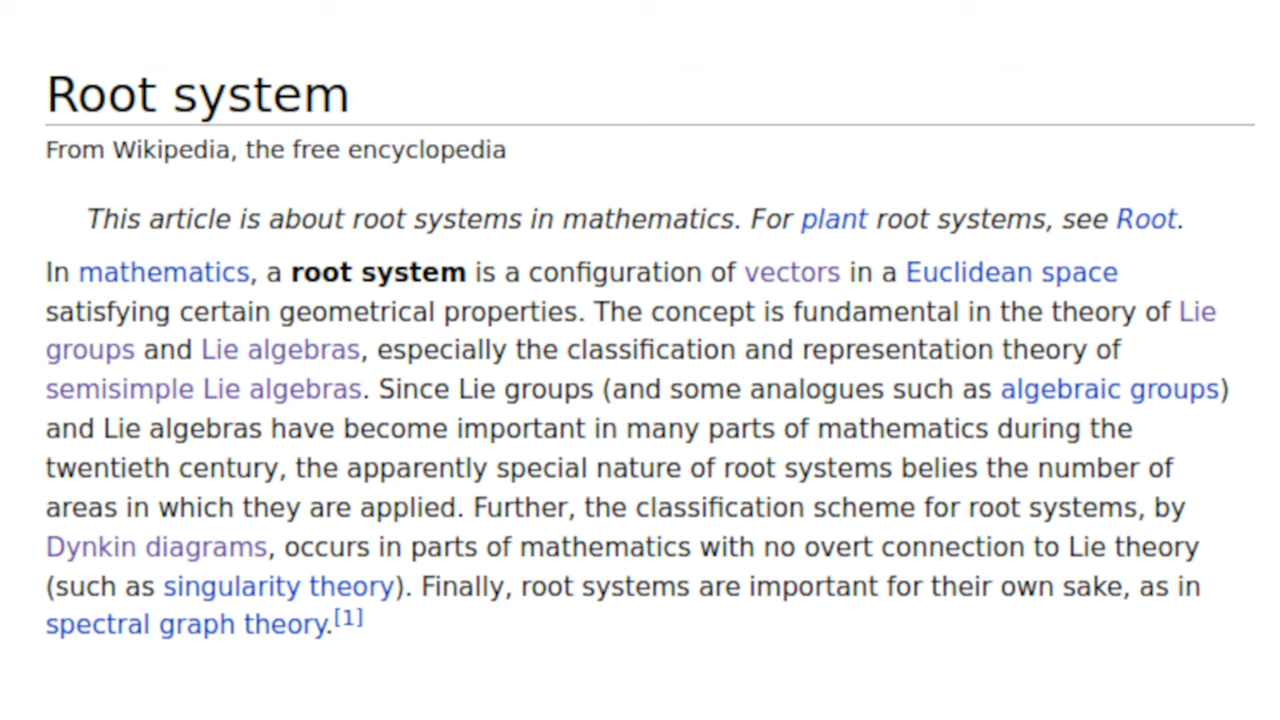 Root system
From Wikipedia, the free encyclopedia
This article is about root systems in mathematics. For plant root systems, see Root.
In mathematics, a root system is a configuration of vectors in a Euclidean space
satisfying certain geometrical properties. The concept is fundamental in the theory of Lie
groups and Lie algebras, especially the classification and representation theory of
semisimple Lie algebras. Since Lie groups (and some analogues such as algebraic groups)
and Lie algebras have become important in many parts of mathematics during the
twentieth century, the apparently special nature of root systems belies the number of
areas in which they are applied. Further, the classification scheme for root systems, by
Dynkin diagrams, occurs in parts of mathematics with no overt connection to Lie theory
(such as singularity theory). Finally, root systems are important for their own sake, as in
spectral graph theory.[1]